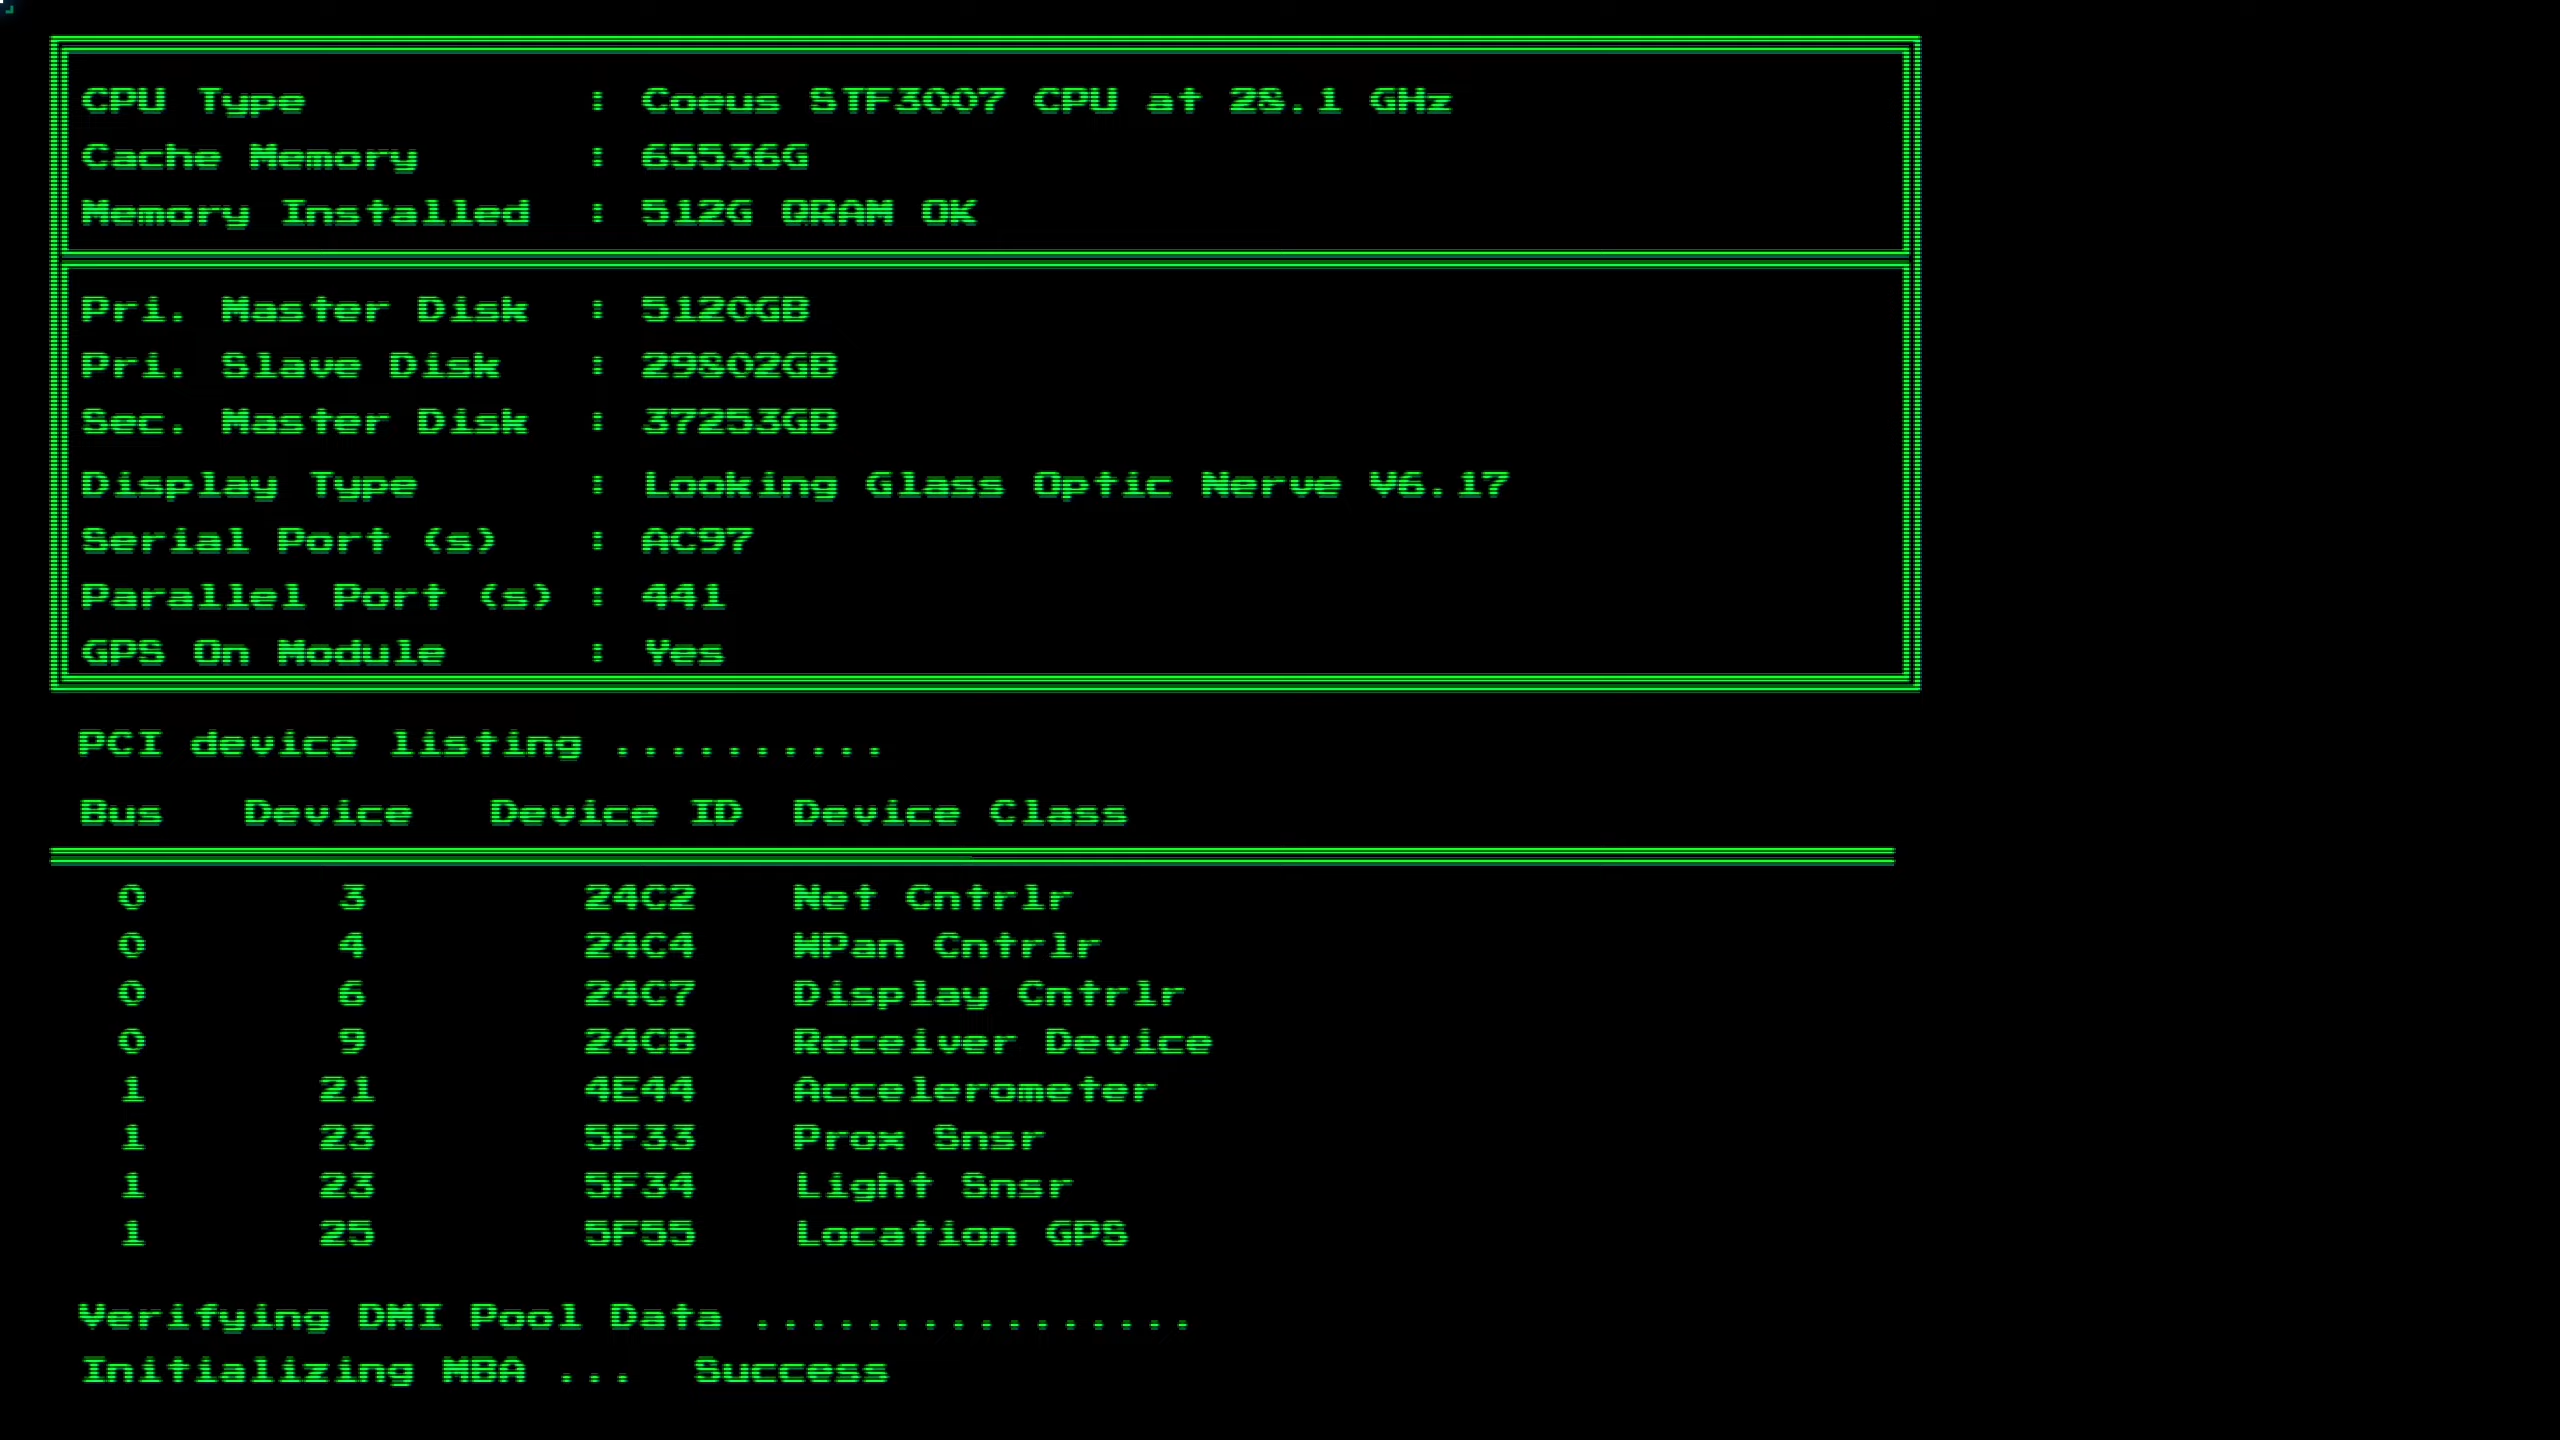 CPU Type : Coeus STF3007 CPU at 28.1 GHz
Cache Memory : 65536G
Memory Installed : 512G QRAM OK
Pri. Master Disk : 5120GB
Pri. Slave Disk : 29802GB
Sec. Master Disk : 37253GB
Display Type : Looking Glass Optic Nerve V6.17
Serial Port (s) : AC97
Parallel Port (s) : 441
GPS On Module : Yes
PCI device listing ..........
Bus Device Device ID Device Class
0 3 24C2 Net Cntrlr
0 4 24C4 WPan Cntrlr
0 6 24C7 Display Cntrlr
0 9 24CB Receiver Device
1 21 4E44 Accelerometer
1 23 5F33 Prox Snsr
1 23 5F34 Light Snsr
1 25 5F55 Location GPS
Verifying DMI Pool Data ................
Initializing MBA ... Success